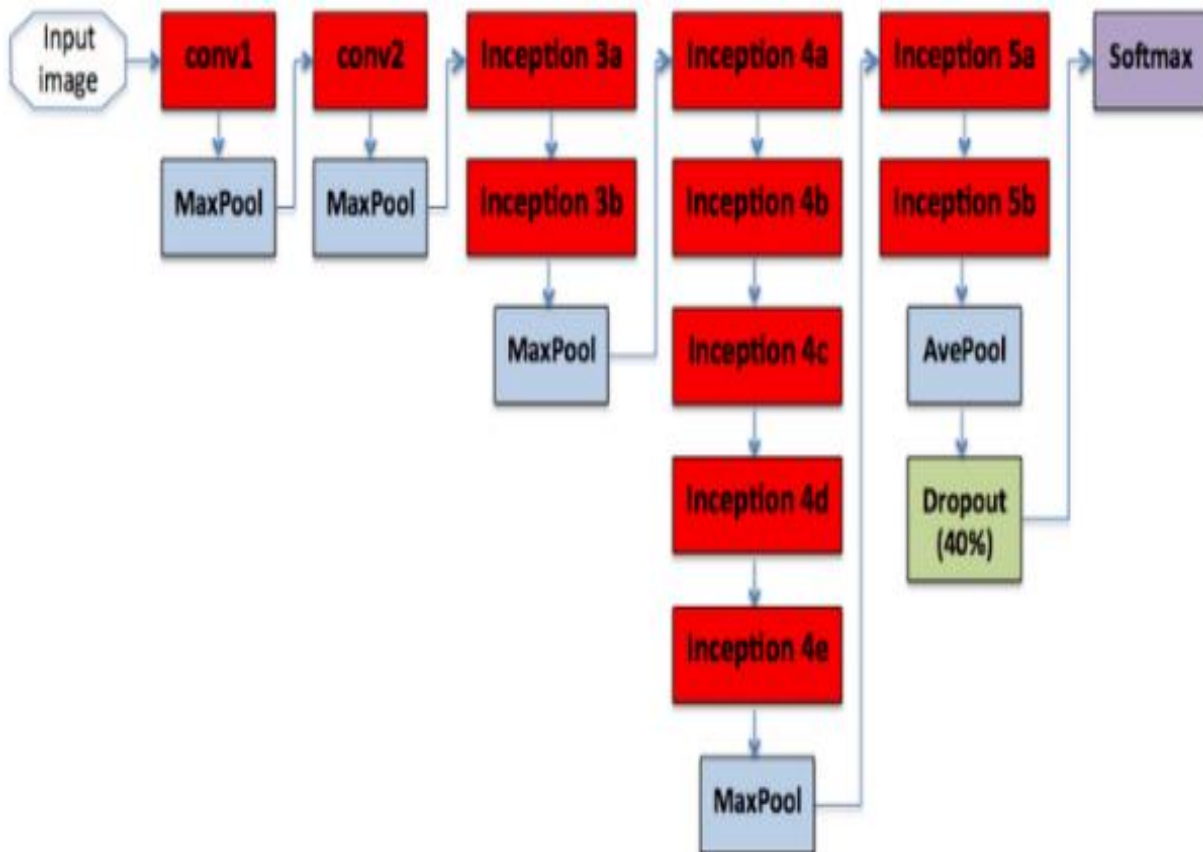 Input
image
conv1
MaxPool
conv2
MaxPool
Inception 3a
Inception 3b
MaxPool
Inception 4a
Inception 4b
Inception 4c
Inception 4d
Inception 4e
MaxPool
Inception 5a
Inception 5b
AvePool
Dropout
(40%)
Softmax